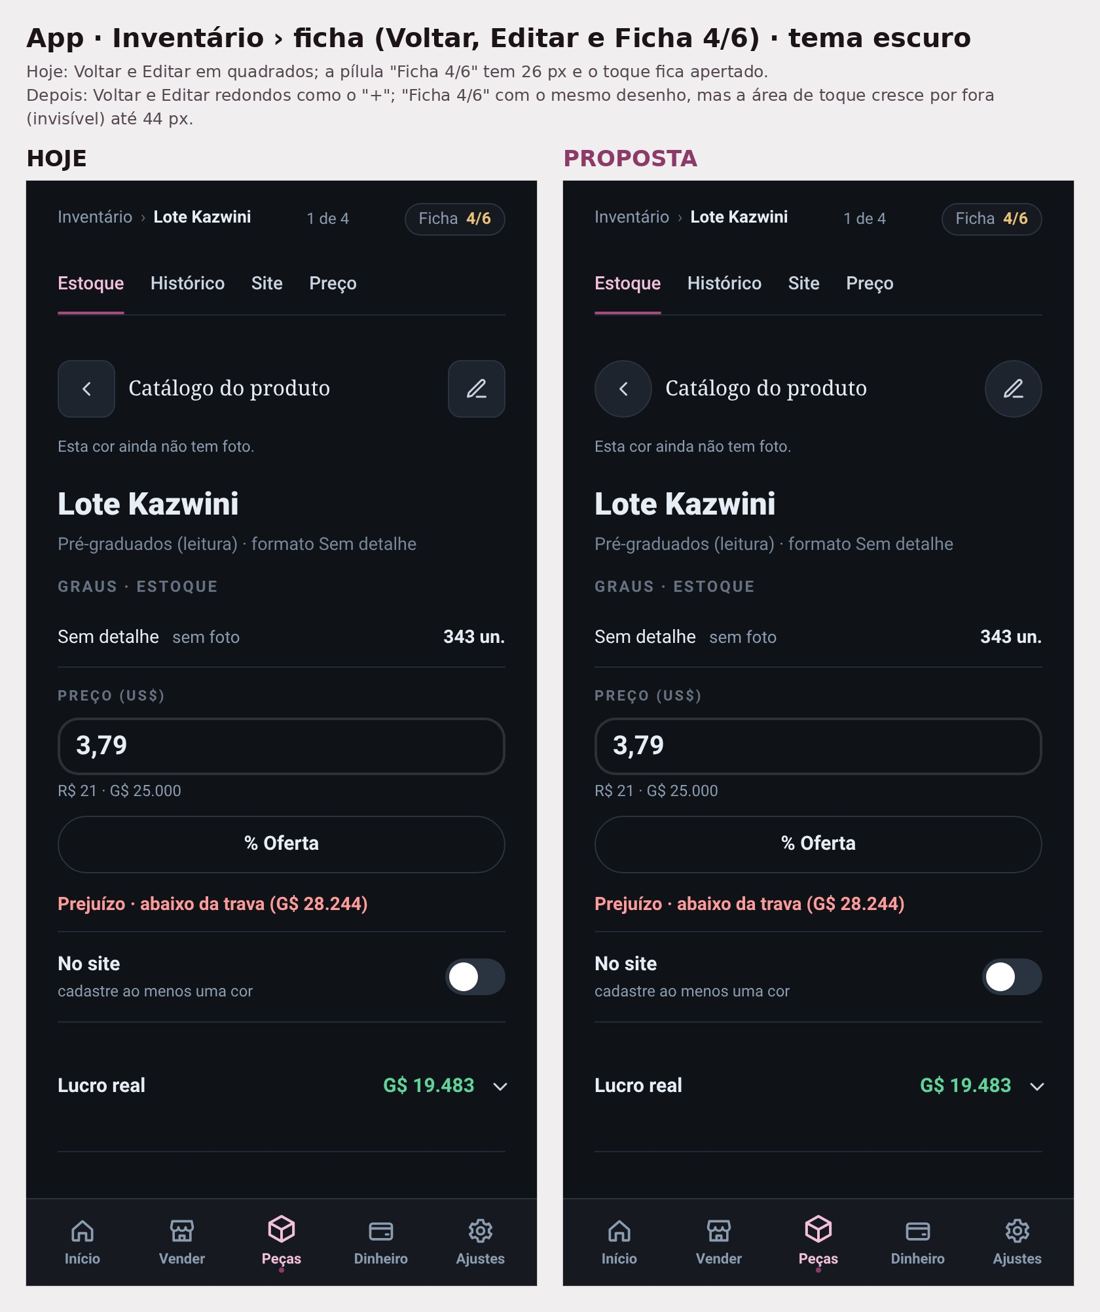 App · Inventário › ficha (Voltar, Editar e Ficha 4/6) · tema escuro
Hoje: Voltar e Editar em quadrados; a pílula "Ficha 4/6" tem 26 px e o toque fica apertado.
Depois: Voltar e Editar redondos como o "+"; "Ficha 4/6" com o mesmo desenho, mas a área de toque cresce por fora
(invisível) até 44 px.
HOJE
Inventário › Lote Kazwini 1 de 4 Ficha 4/6
Estoque Histórico Site Preço
Catálogo do produto
Esta cor ainda não tem foto.
Lote Kazwini
Pré-graduados (leitura) · formato Sem detalhe
GRAUS · ESTOQUE
Sem detalhe sem foto 343 un.
PREÇO (US$)
3,79
R$ 21 · G$ 25.000
% Oferta
Prejuízo · abaixo da trava (G$ 28.244)
No site
cadastre ao menos uma cor
Lucro real G$ 19.483
Início Vender Peças Dinheiro Ajustes
PROPOSTA
Inventário › Lote Kazwini 1 de 4 Ficha 4/6
Estoque Histórico Site Preço
Catálogo do produto
Esta cor ainda não tem foto.
Lote Kazwini
Pré-graduados (leitura) · formato Sem detalhe
GRAUS · ESTOQUE
Sem detalhe sem foto 343 un.
PREÇO (US$)
3,79
R$ 21 · G$ 25.000
% Oferta
Prejuízo · abaixo da trava (G$ 28.244)
No site
cadastre ao menos uma cor
Lucro real G$ 19.483
Início Vender Peças Dinheiro Ajustes